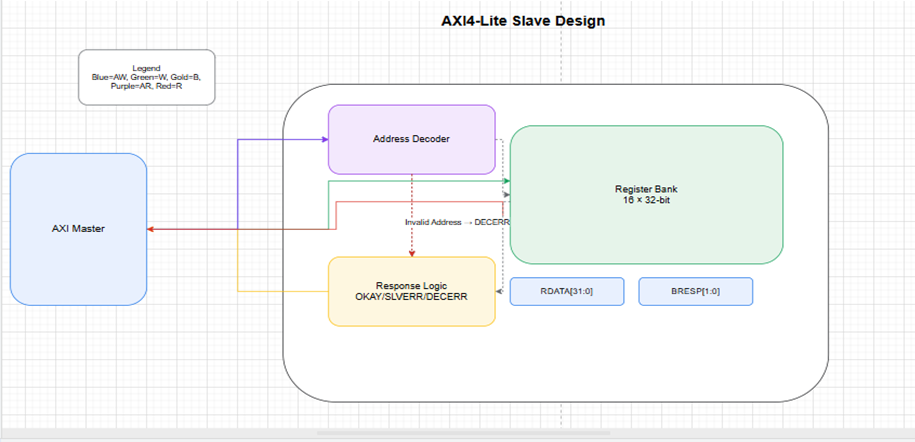 AXI4-Lite Slave Design
Legend
Blue=AW, Green=W, Gold=B,
Purple=AR, Red=R
Address Decoder
Register Bank
16 × 32-bit
AXI Master
Invalid Address → DECERR
Response Logic
OKAY/SLVERR/DECERR
RDATA[31:0]
BRESP[1:0]